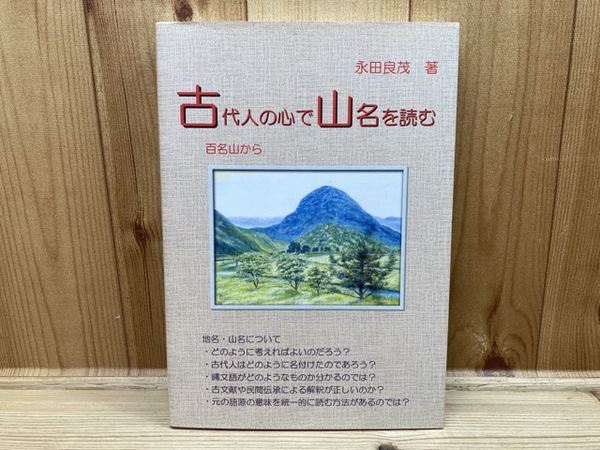 永田良茂 著
古代人の心で山名を読む
百名山から
地名・山名について
・どのように考えればよいのだろう？
・古代人はどのように名付けたのであろう？
・縄文語がどのようなものか分かるのでは？
・古文献や民間伝承による解釈が正しいのか？
・元の語源の意味を統一的に読む方法があるのでは？